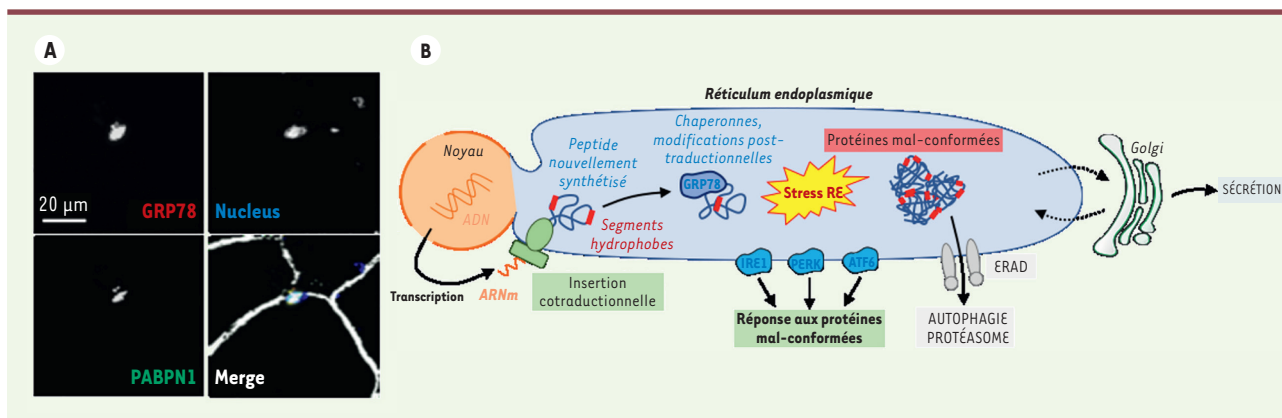 A
20 µm
GRP78
Nucleus
PABPN1
Merge
B
Réticulum endoplasmique
Noyau
ADN
Transcription
ARNm
Peptide
nouvellement
synthétisé
Segments
hydrophobes
Insertion
cotraductionnelle
Chaperonnes,
modifications post-
traductionnelles
GRP78
Stress RE
Protéines mal-conformées
IRE1
PERK
ATF6
Réponse aux protéines
mal-conformées
ERAD
AUTOPHAGIE
PROTÉASOME
Golgi
SÉCRÉTION